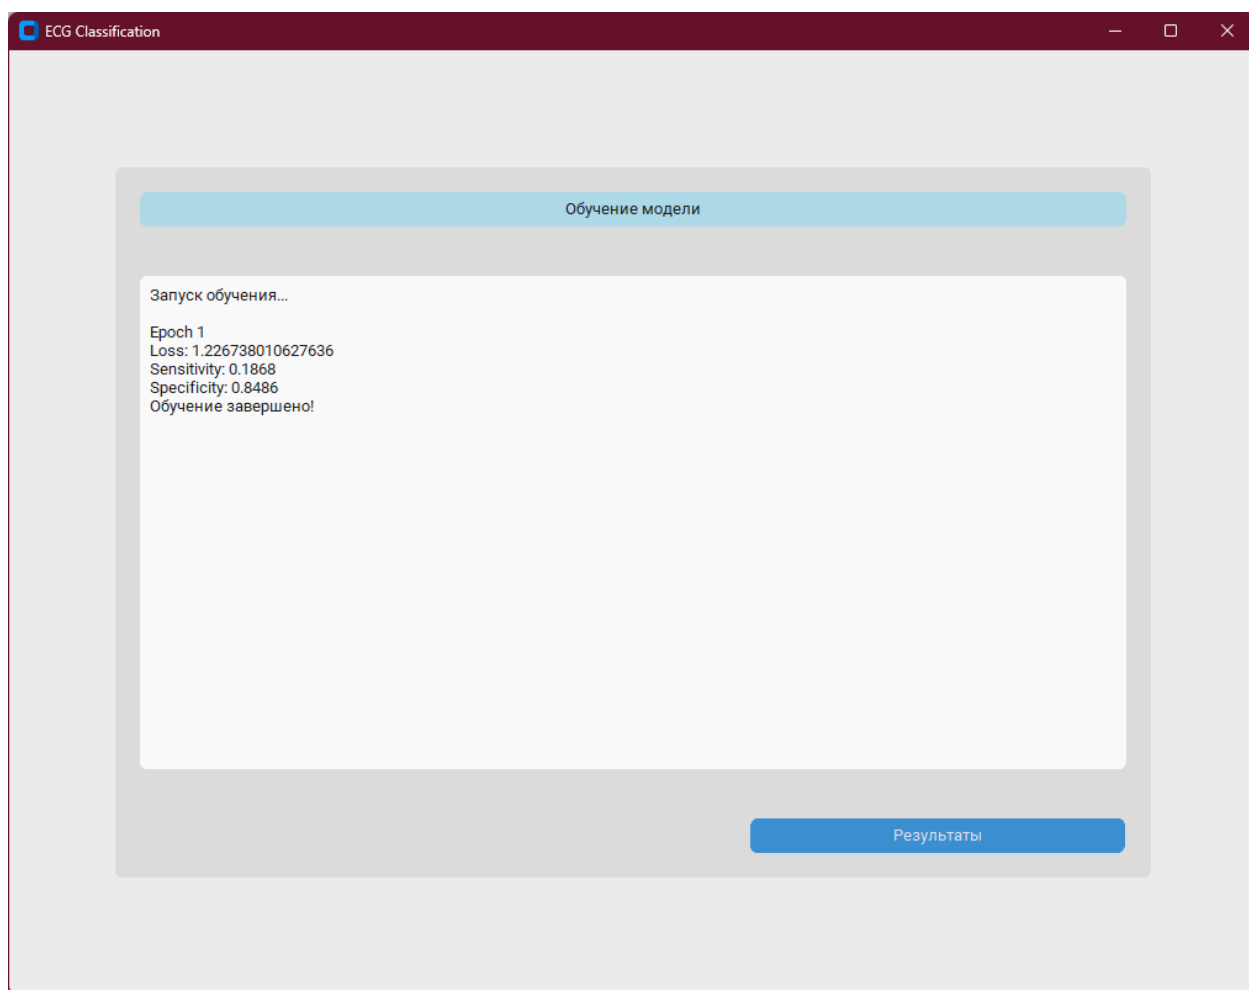 ECG Classification
Обучение модели
Запуск обучения...
Epoch 1
Loss: 1.226738010627636
Sensitivity: 0.1868
Specificity: 0.8486
Обучение завершено!
Результаты